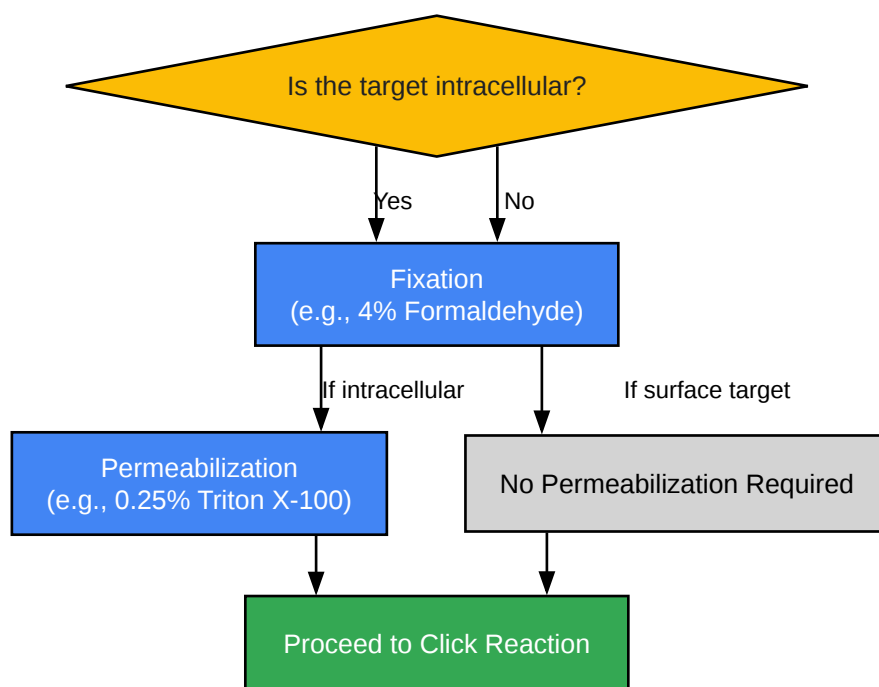 Is the target intracellular?
Yes
No
Fixation
(e.g., 4% Formaldehyde)
If intracellular
If surface target
Permeabilization
(e.g., 0.25% Triton X-100)
No Permeabilization Required
Proceed to Click Reaction